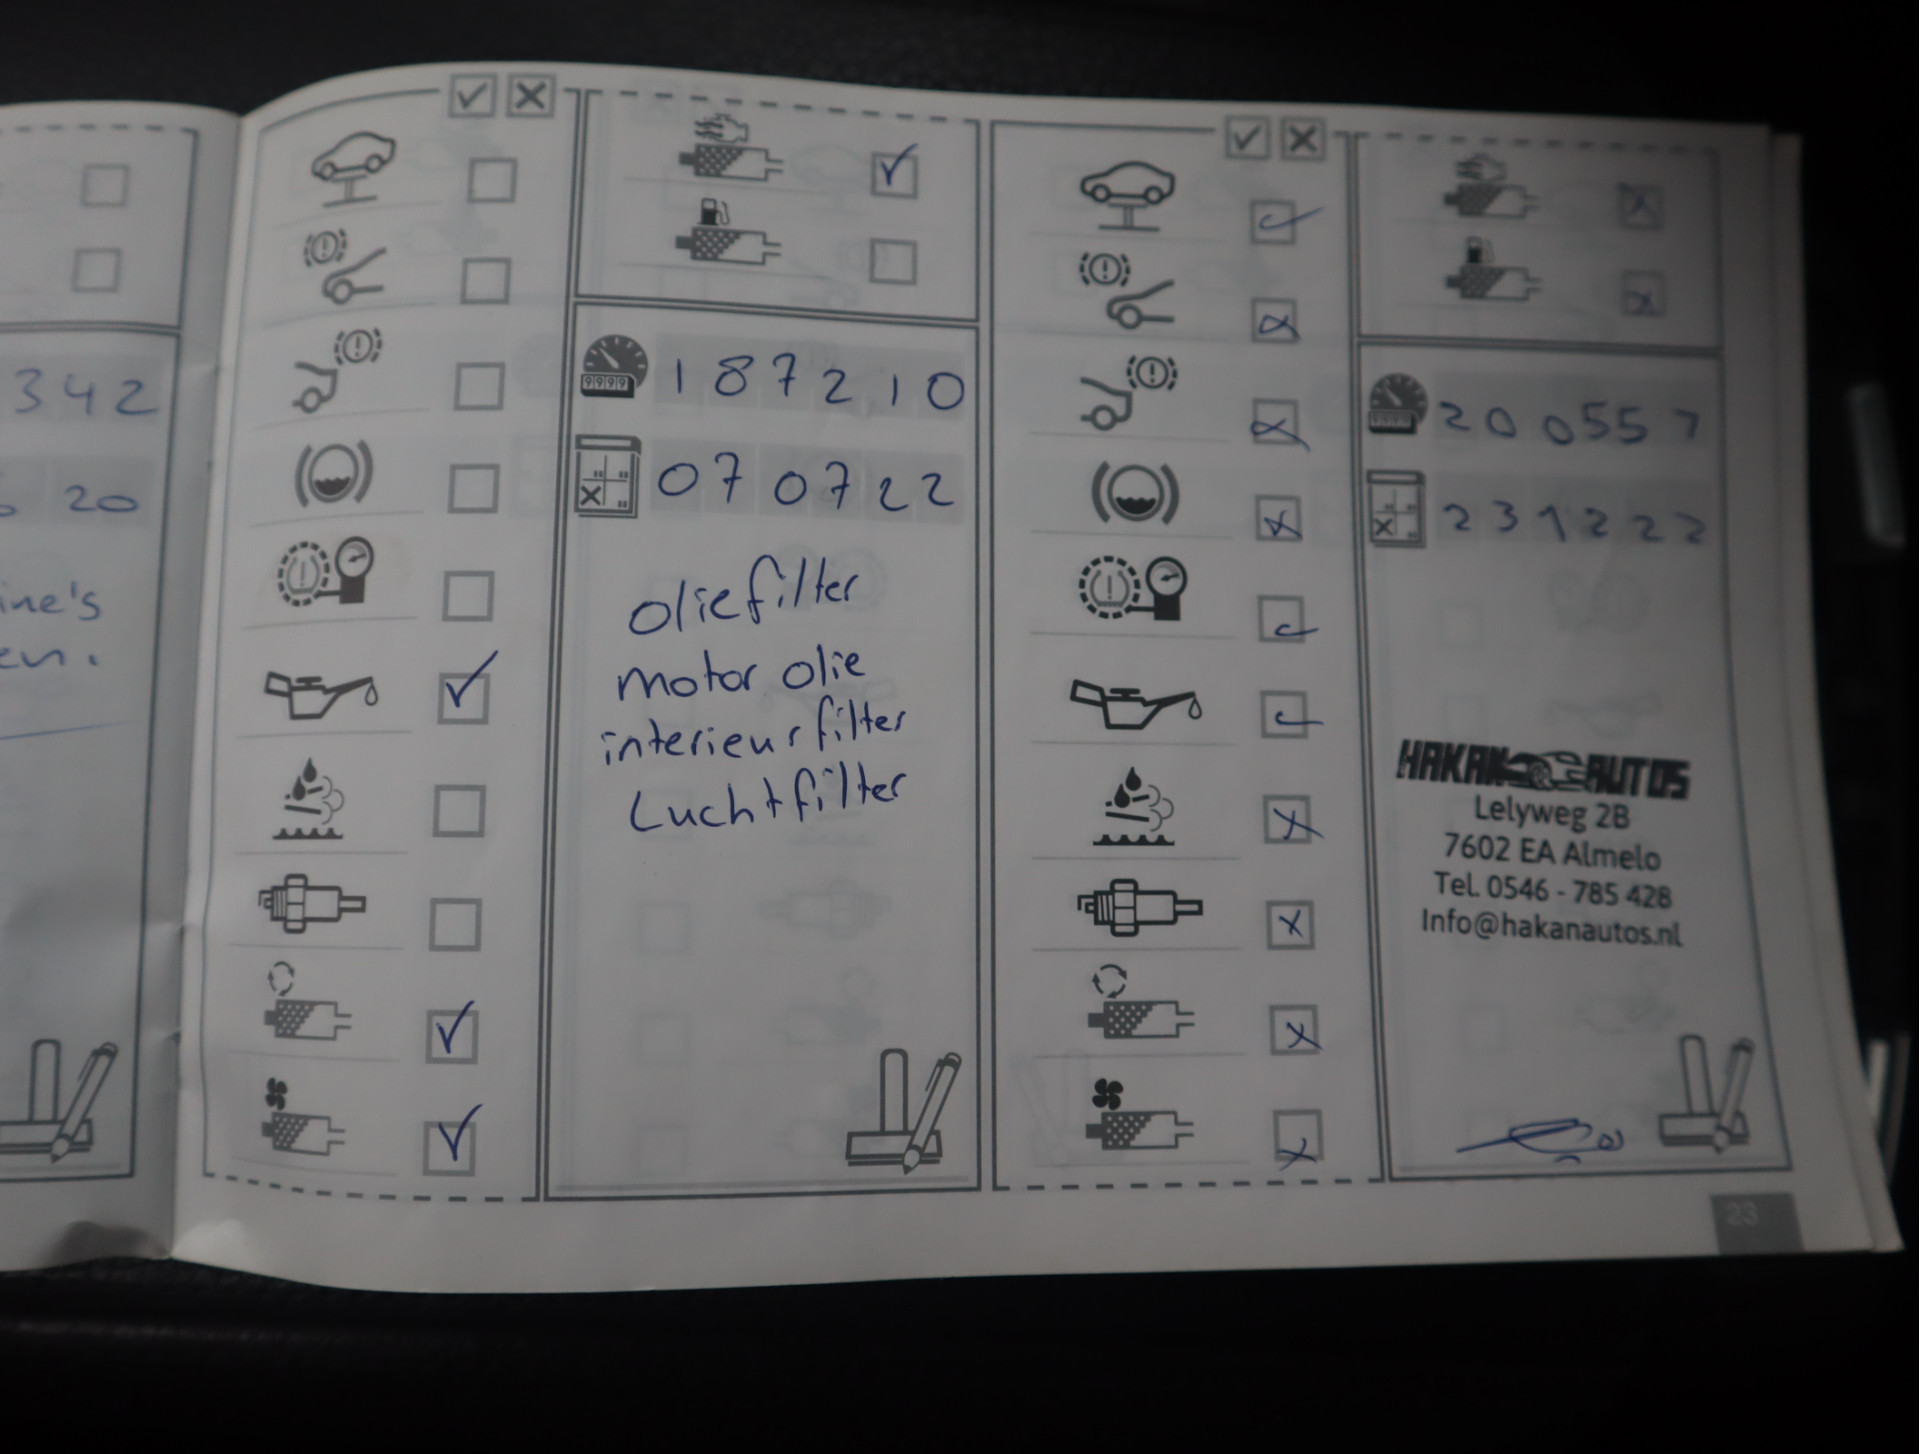 342
20
ine's
en.
187210
070722
oliefilter
motor olie
interieurfilter
Luchtfilter
200557
231222
HAKAN AUTOS
Lelyweg 2B
7602 EA Almelo
Tel. 0546 - 785 428
Info@hakanautos.nl
23